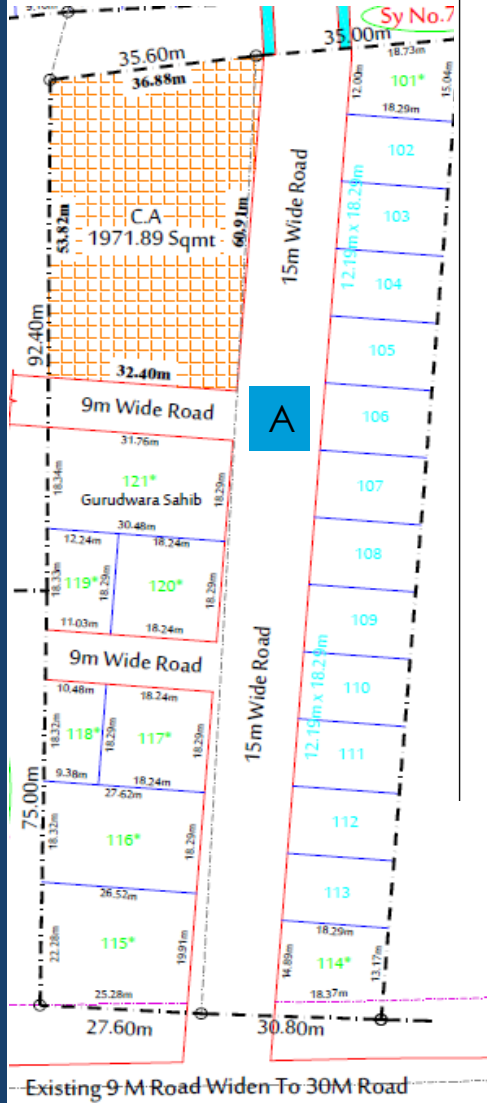 Sy No.7
35.60m
35.00m
36.88m
18.73m
101*
12.00m
15.04m
18.29m
102
C.A
1971.89 Sqmt
53.82m
60.91m
15m Wide Road
12.19m x 18.29m
103
104
92.40m
105
32.40m
9m Wide Road
A
106
31.76m
18.34m
121*
Gurudwara Sahib
18.29m
107
30.48m
12.24m
18.24m
108
18.33m
119*
18.29m
120*
18.29m
109
11.03m
18.24m
9m Wide Road
15m Wide Road
12.19m x 18.29m
110
10.48m
18.24m
18.32m
118*
18.29m
117*
18.29m
111
9.38m
18.24m
27.62m
75.00m
112
18.32m
116*
18.29m
113
26.52m
18.29m
22.28m
115*
19.91m
14.89m
114*
13.17m
25.28m
18.37m
27.60m
30.80m
Existing 9 M Road Widen To 30M Road